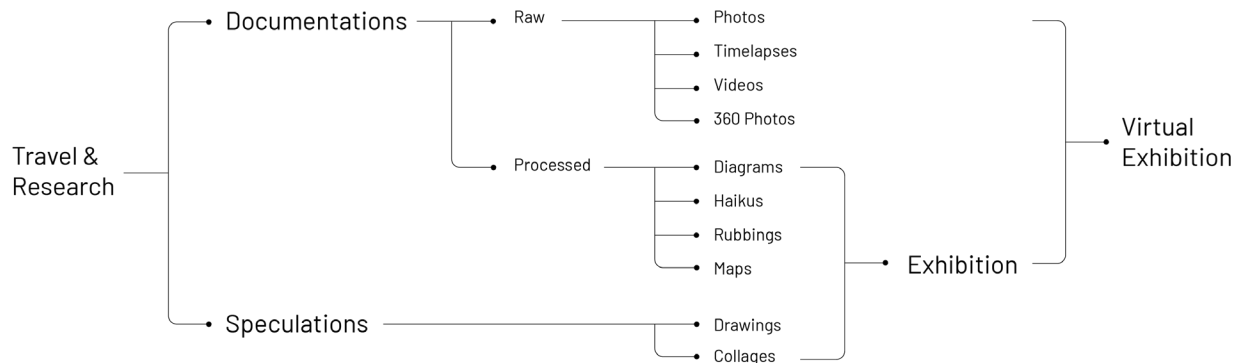 Documentations
Raw
Photos
Timelapses
Videos
360 Photos
Travel &
Research
Processed
Diagrams
Haikus
Rubbings
Maps
Speculations
Drawings
Collages
Exhibition
Virtual
Exhibition